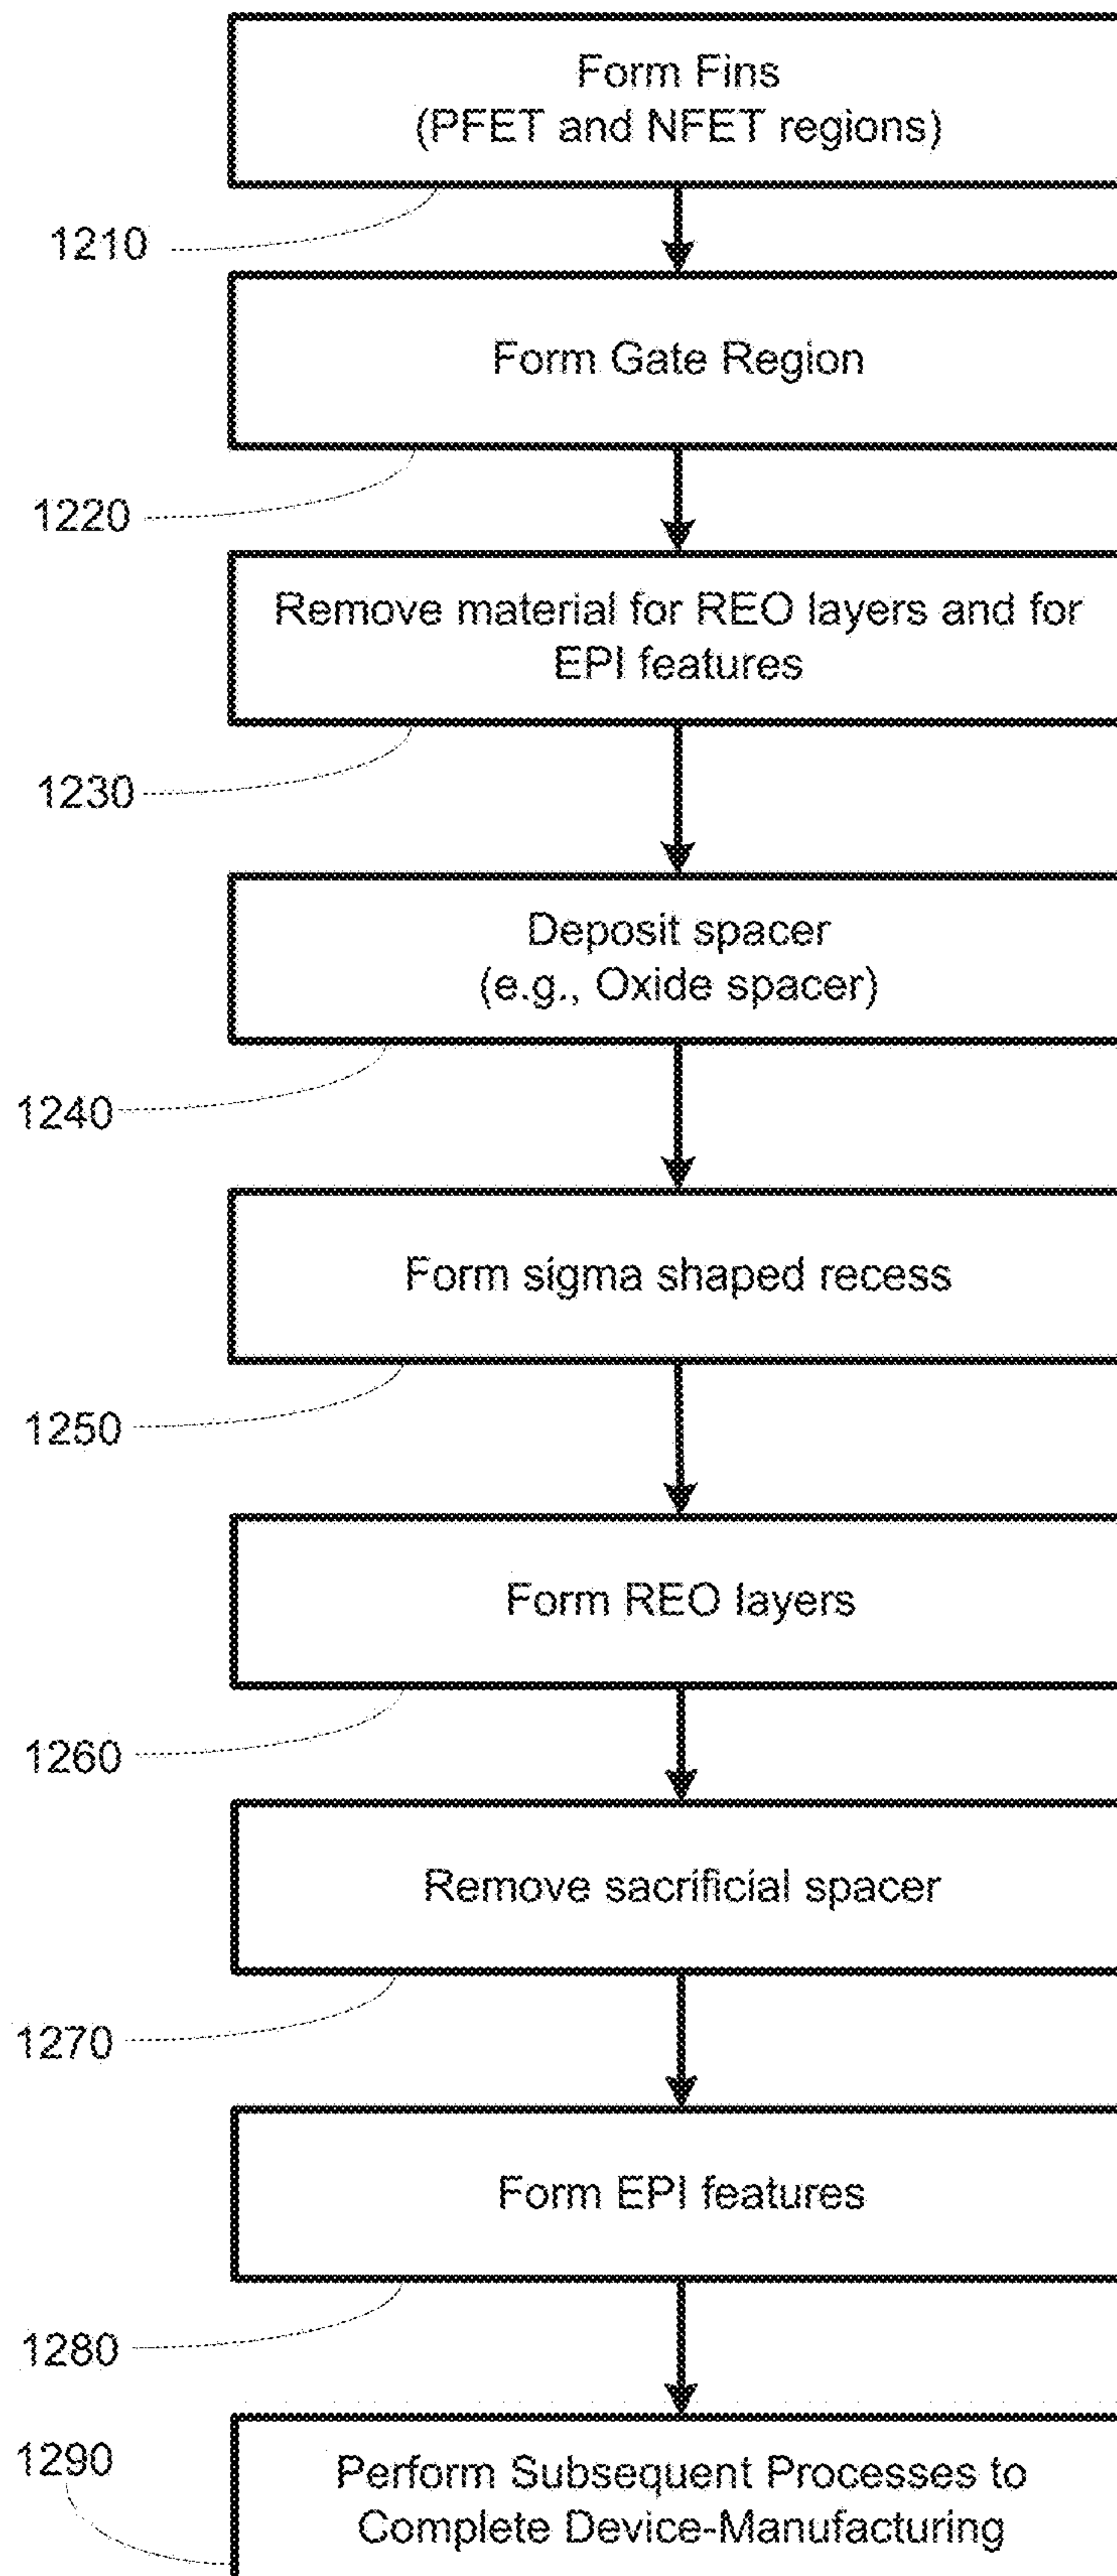 Form Fins
(PFET and NFET regions)
1210
Form Gate Region
1220
Remove material for REO layers and for
EPI features
1230
Deposit spacer
(e.g., Oxide spacer)
1240
Form sigma shaped recess
1250
Form REO layers
1260
Remove sacrificial spacer
1270
Form EPI features
1280
1290
Perform Subsequent Processes to
Complete Device-Manufacturing